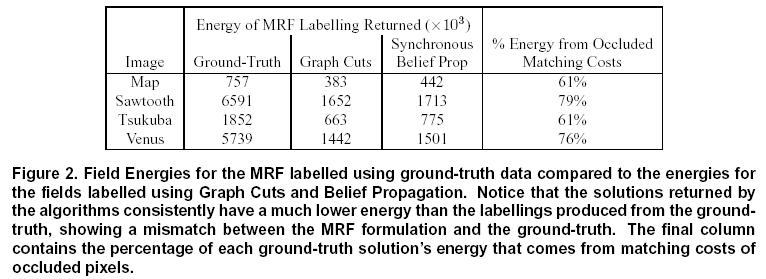 Energy of MRF Labelling Returned (×10³)
Synchronous % Energy from Occluded
Image Ground-Truth Graph Cuts Belief Prop Matching Costs
Map 757 383 442 61%
Sawtooth 6591 1652 1713 79%
Tsukuba 1852 663 775 61%
Venus 5739 1442 1501 76%
Figure 2. Field Energies for the MRF labelled using ground-truth data compared to the energies for
the fields labelled using Graph Cuts and Belief Propagation. Notice that the solutions returned by
the algorithms consistently have a much lower energy than the labellings produced from the ground-
truth, showing a mismatch between the MRF formulation and the ground-truth. The final column
contains the percentage of each ground-truth solution's energy that comes from matching costs of
occluded pixels.